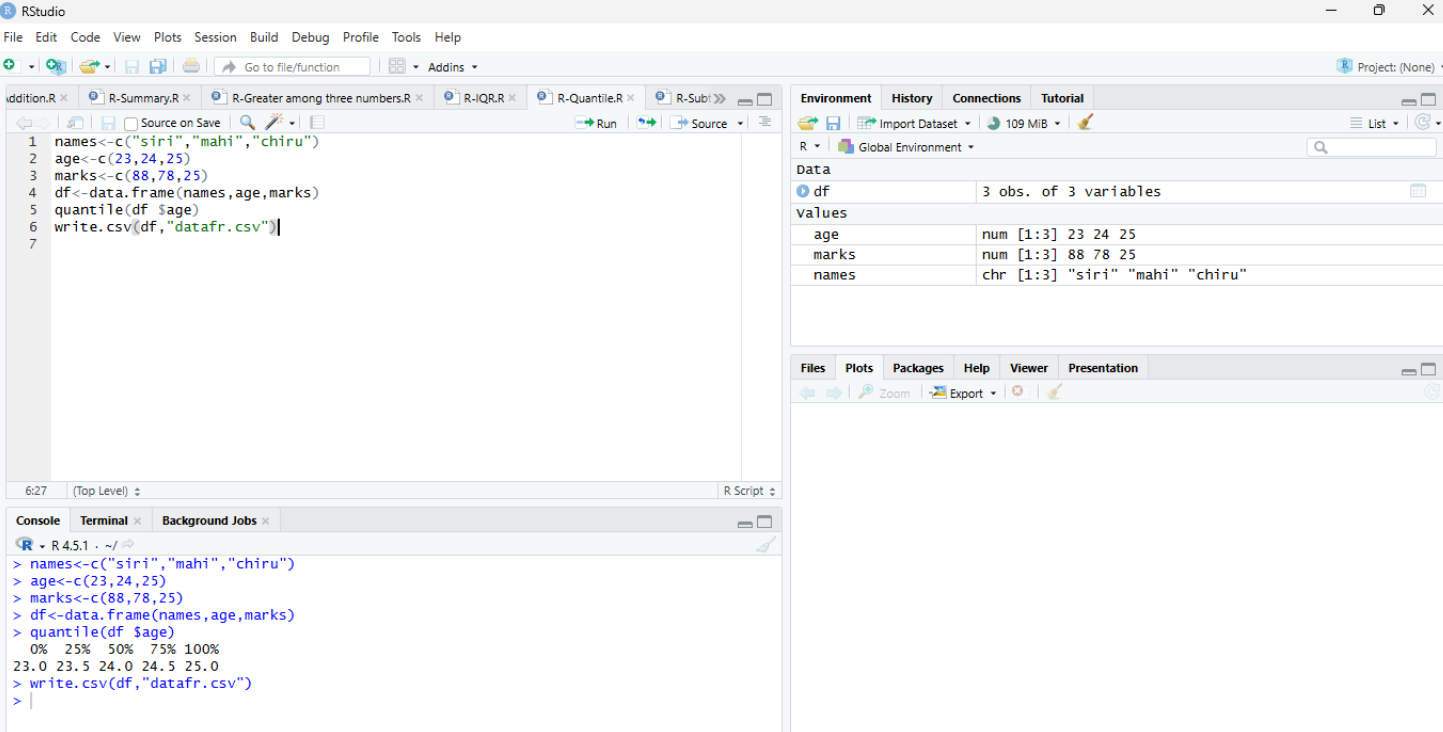 RStudio
File Edit Code View Plots Session Build Debug Profile Tools Help
Go to file/function Addins Project: (None)
ddition.R R-Summary.R R-Greater among three numbers.R R-IQR.R R-Quantile.R R-Subt
Source on Save Run Source
1 names<-c("siri","mahi","chiru")
2 age<-c(23,24,25)
3 marks<-c(88,78,25)
4 df<-data.frame(names,age,marks)
5 quantile(df $age)
6 write.csv(df,"datafr.csv")
7
6:27 (Top Level) R Script
Console Terminal Background Jobs
R R 4.5.1 · ~/
> names<-c("siri","mahi","chiru")
> age<-c(23,24,25)
> marks<-c(88,78,25)
> df<-data.frame(names,age,marks)
> quantile(df $age)
0% 25% 50% 75% 100%
23.0 23.5 24.0 24.5 25.0
> write.csv(df,"datafr.csv")
>
Environment History Connections Tutorial
Import Dataset 109 MiB List
R Global Environment
Data
df 3 obs. of 3 variables
Values
age num [1:3] 23 24 25
marks num [1:3] 88 78 25
names chr [1:3] "siri" "mahi" "chiru"
Files Plots Packages Help Viewer Presentation
Zoom Export